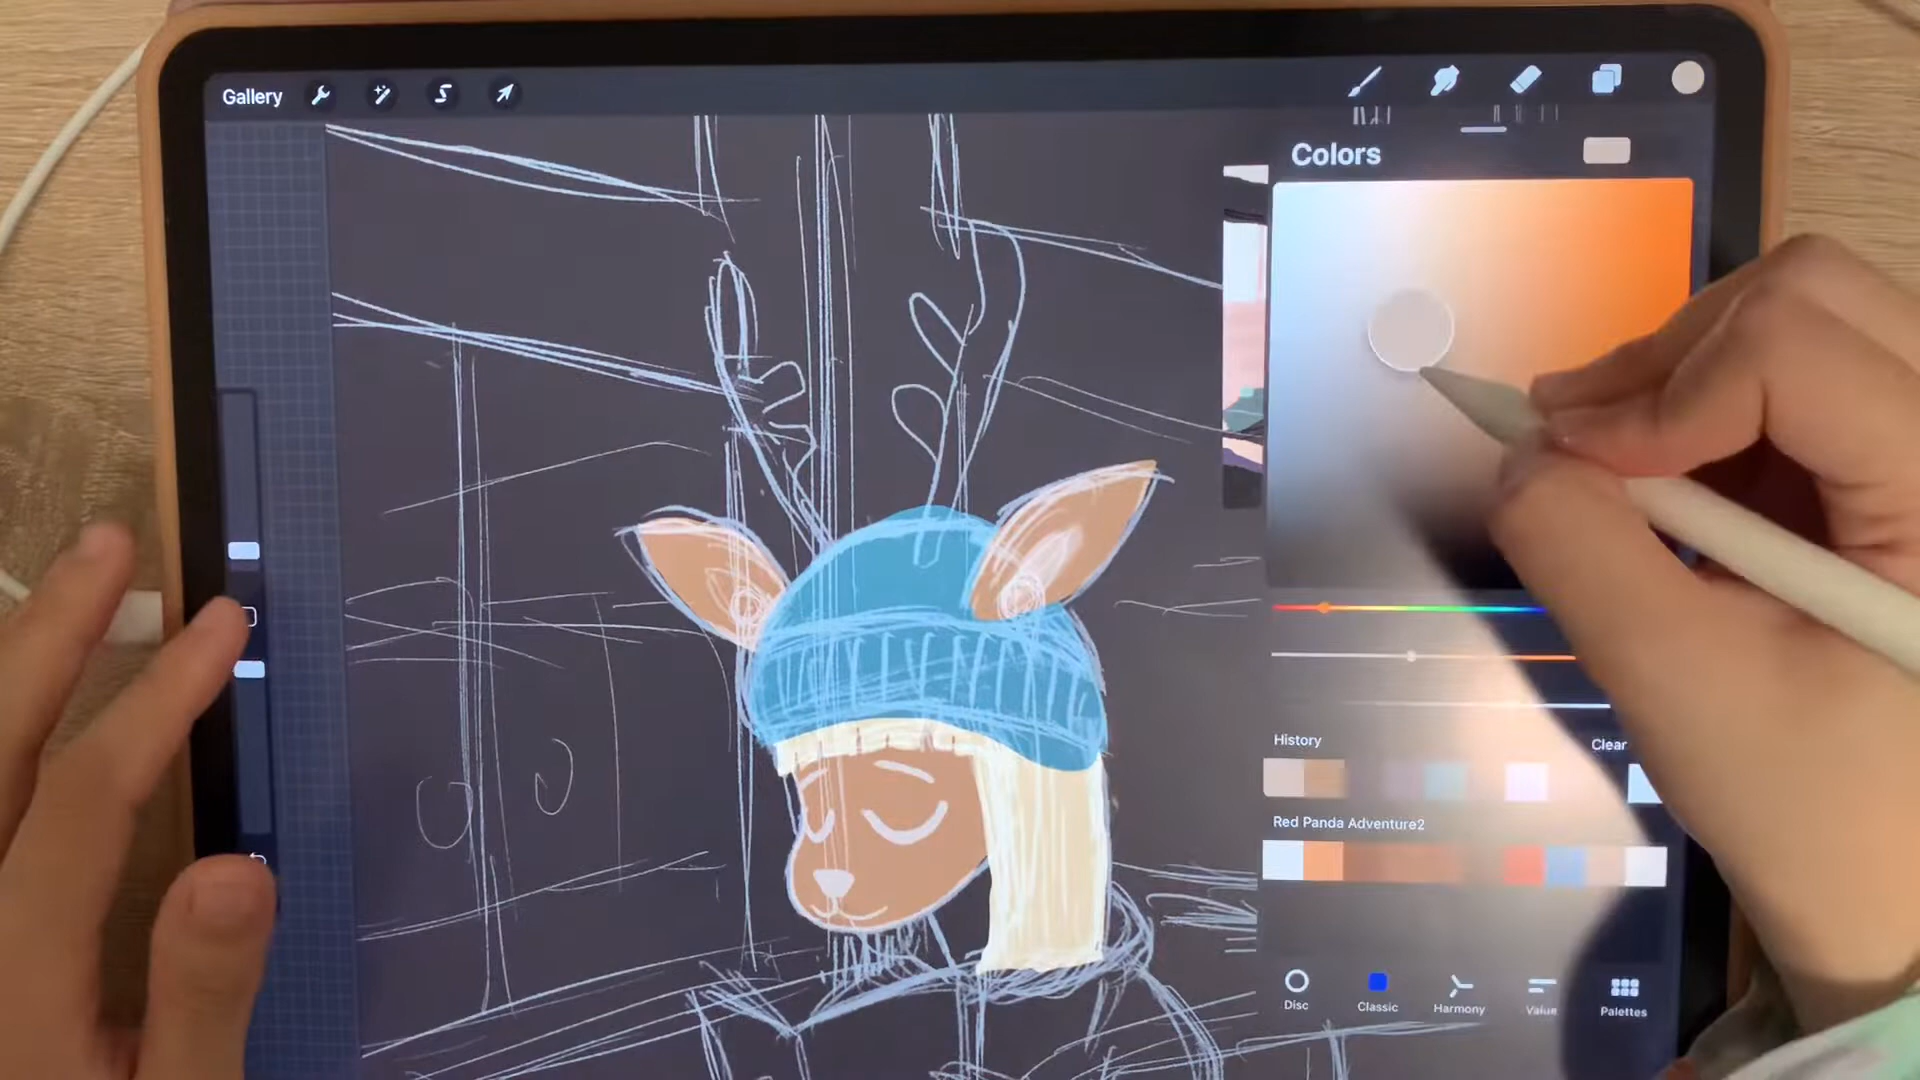 Gallery
Colors
History Clear
Red Panda Adventure2
Disc Classic Harmony Value Palettes